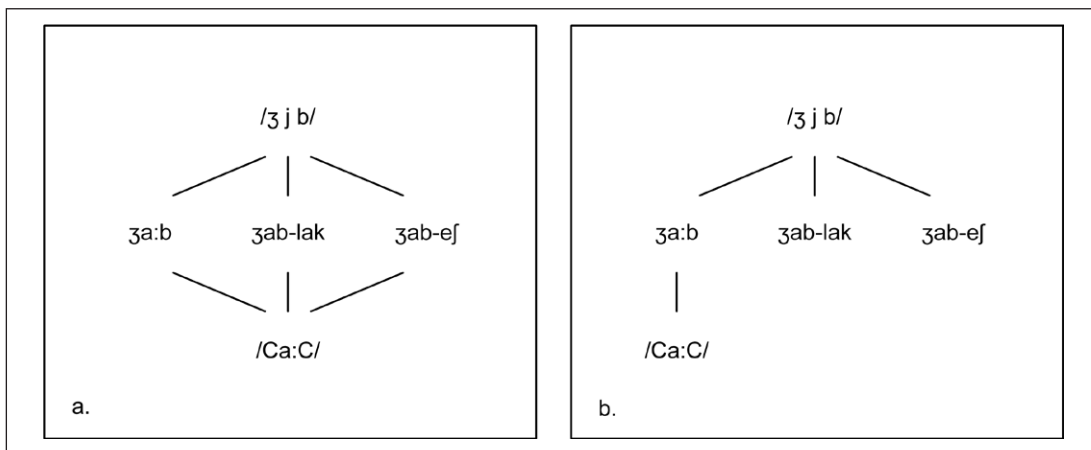 /ʒ j b/
ʒa:b ʒab-lak ʒab-eʃ
/Ca:C/
a.
/ʒ j b/
ʒa:b ʒab-lak ʒab-eʃ
/Ca:C/
b.